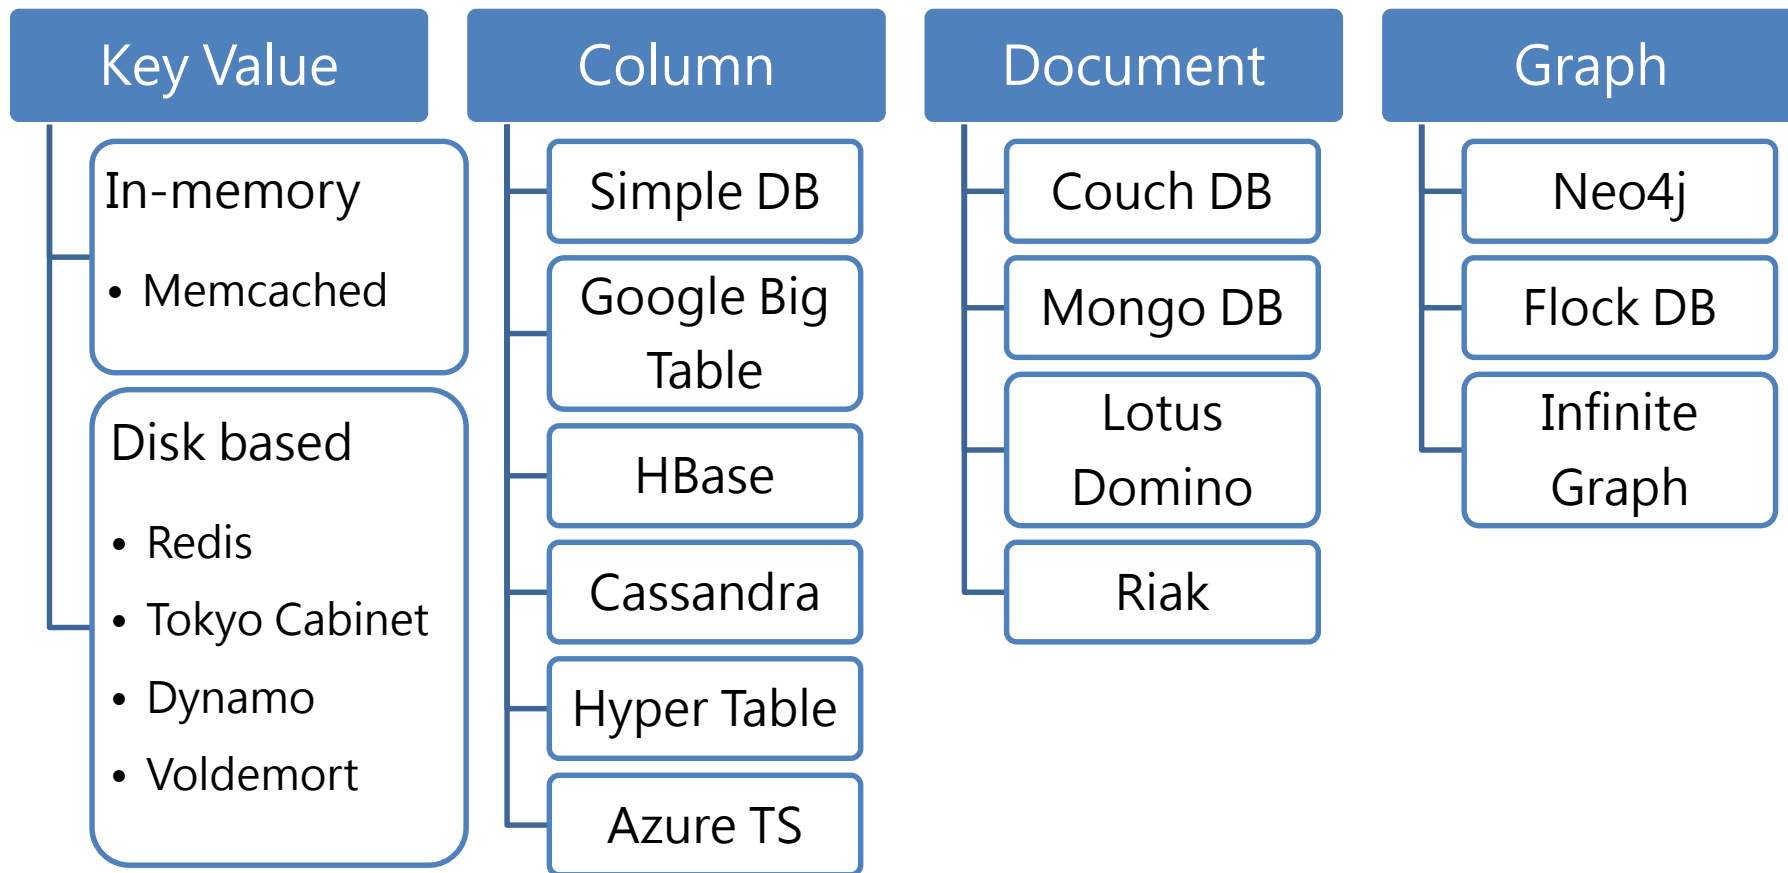 Key Value
In-memory
• Memcached
Disk based
• Redis
• Tokyo Cabinet
• Dynamo
• Voldemort
Column
Simple DB
Google Big
Table
HBase
Cassandra
Hyper Table
Azure TS
Document
Couch DB
Mongo DB
Lotus
Domino
Riak
Graph
Neo4j
Flock DB
Infinite
Graph